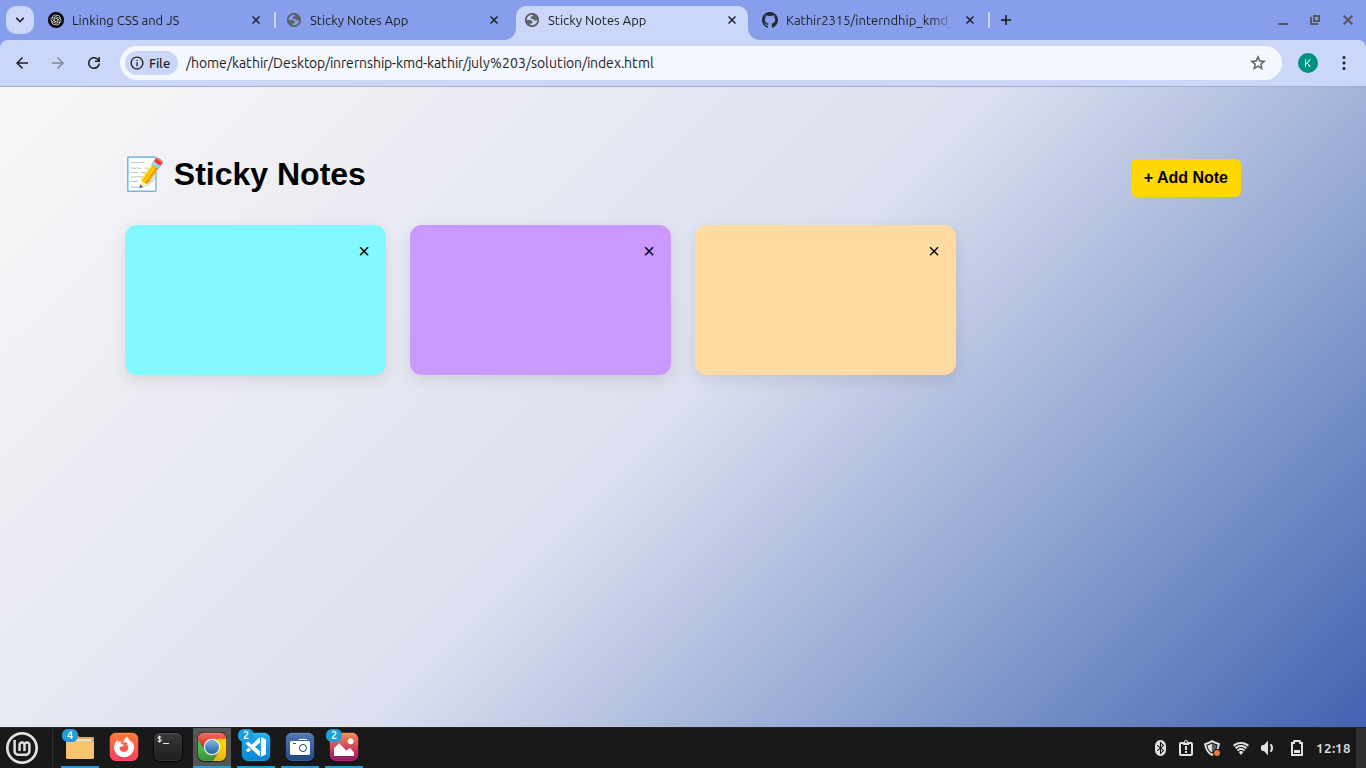 Linking CSS and JS
Sticky Notes App
Sticky Notes App
Kathir2315/interndhip_kmd
File
/home/kathir/Desktop/inrernship-kmd-kathir/july%203/solution/index.html
K
📝 Sticky Notes
+ Add Note
×
×
×
4
$_
2
2
12:18